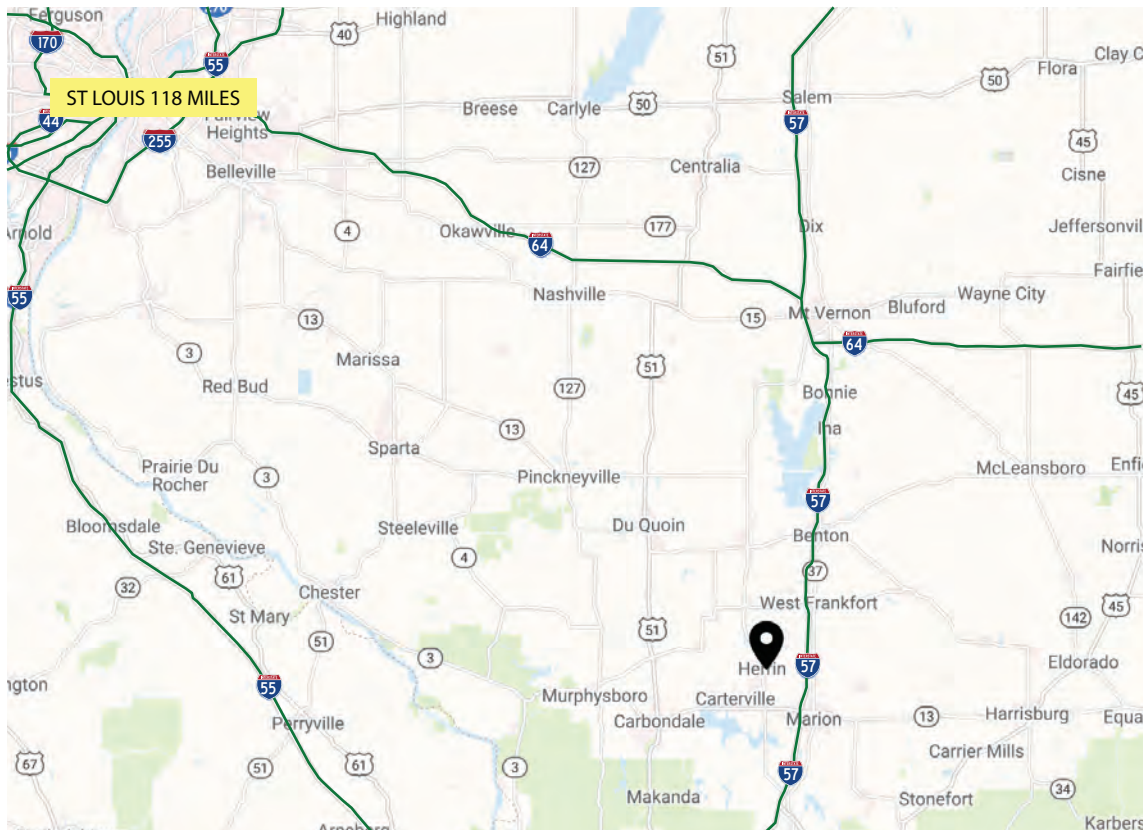 Ferguson
Highland
170
40
55
51
Clay C
Flora
50
ST LOUIS 118 MILES
Breese
Carlyle
50
Salem
44
Fairview
Heights
57
255
45
Belleville
127
Centralia
Cisne
Arnold
4
Okawville
177
Dix
Jeffersonvil
64
Fairfie
55
Nashville
Wayne City
Bluford
13
15
Mt Vernon
64
3
Marissa
51
estus
Red Bud
127
Bonnie
45
13
Ina
Sparta
Prairie Du
Rocher
3
Pinckneyville
McLeansboro
Enfi
57
Bloomsdale
Steeleville
Du Quoin
Benton
Ste. Genevieve
4
Norris
61
37
32
Chester
West Frankfort
45
St Mary
142
51
51
3
Herrin
57
Eldorado
ngton
55
Murphysboro
Carterville
Perryville
Carbondale
Marion
13
Harrisburg
Equa
Carrier Mills
67
51
61
3
57
34
Makanda
Stonefort
Karbers